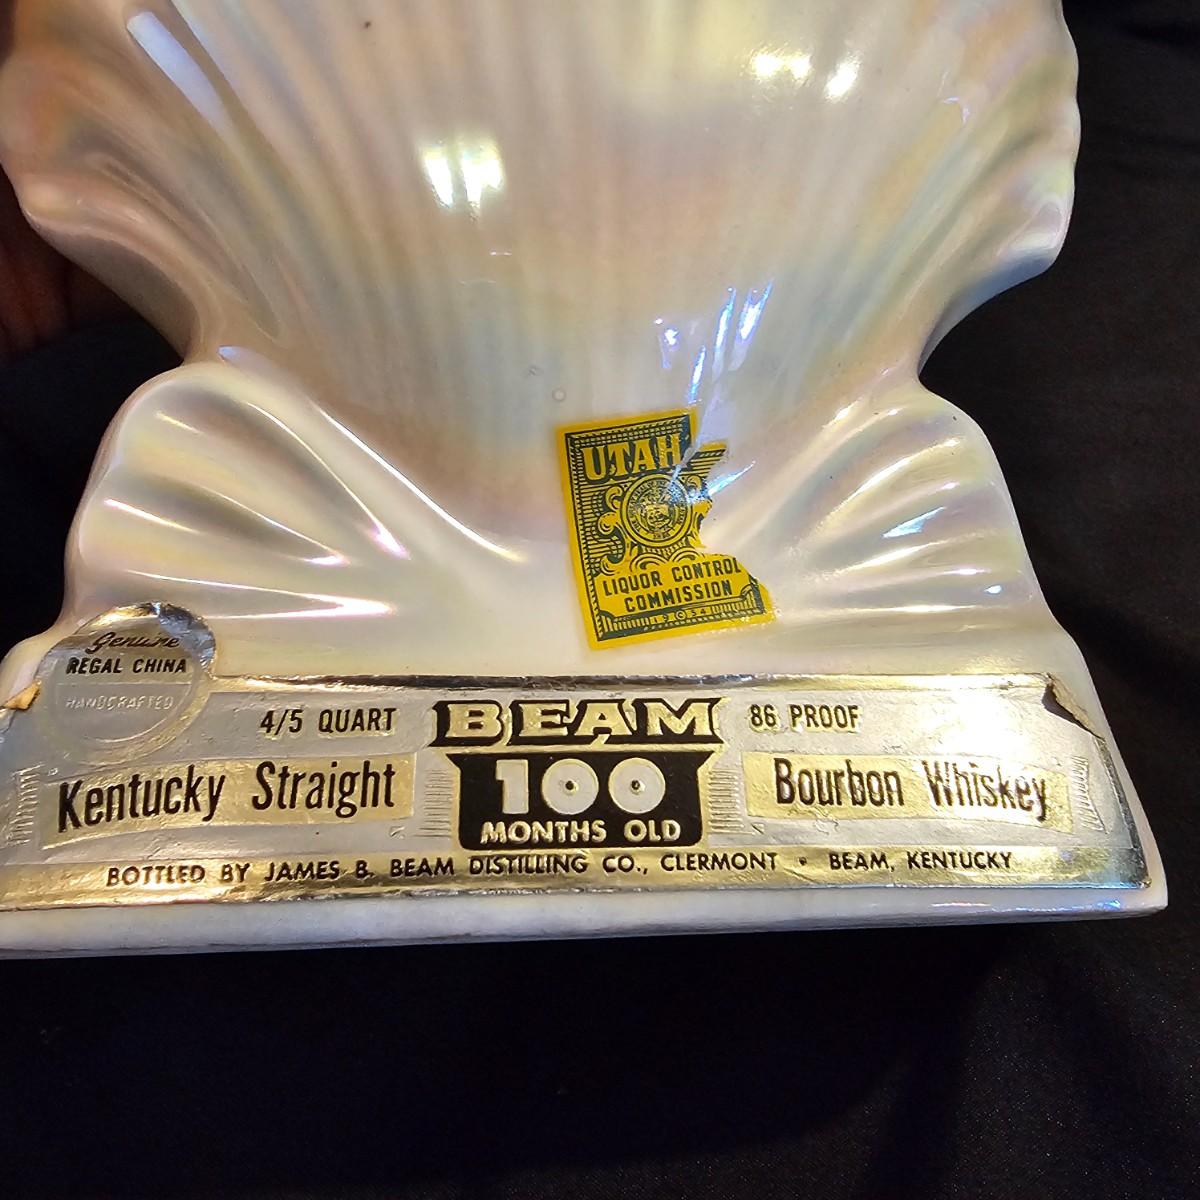 UTAH
LIQUOR CONTROL
COMMISSION
Genuine
REGAL CHINA
HANDCRAFTED
4/5 QUART BEAM 86 PROOF
Kentucky Straight 100 Bourbon Whiskey
MONTHS OLD
BOTTLED BY JAMES B. BEAM DISTILLING CO., CLERMONT • BEAM, KENTUCKY